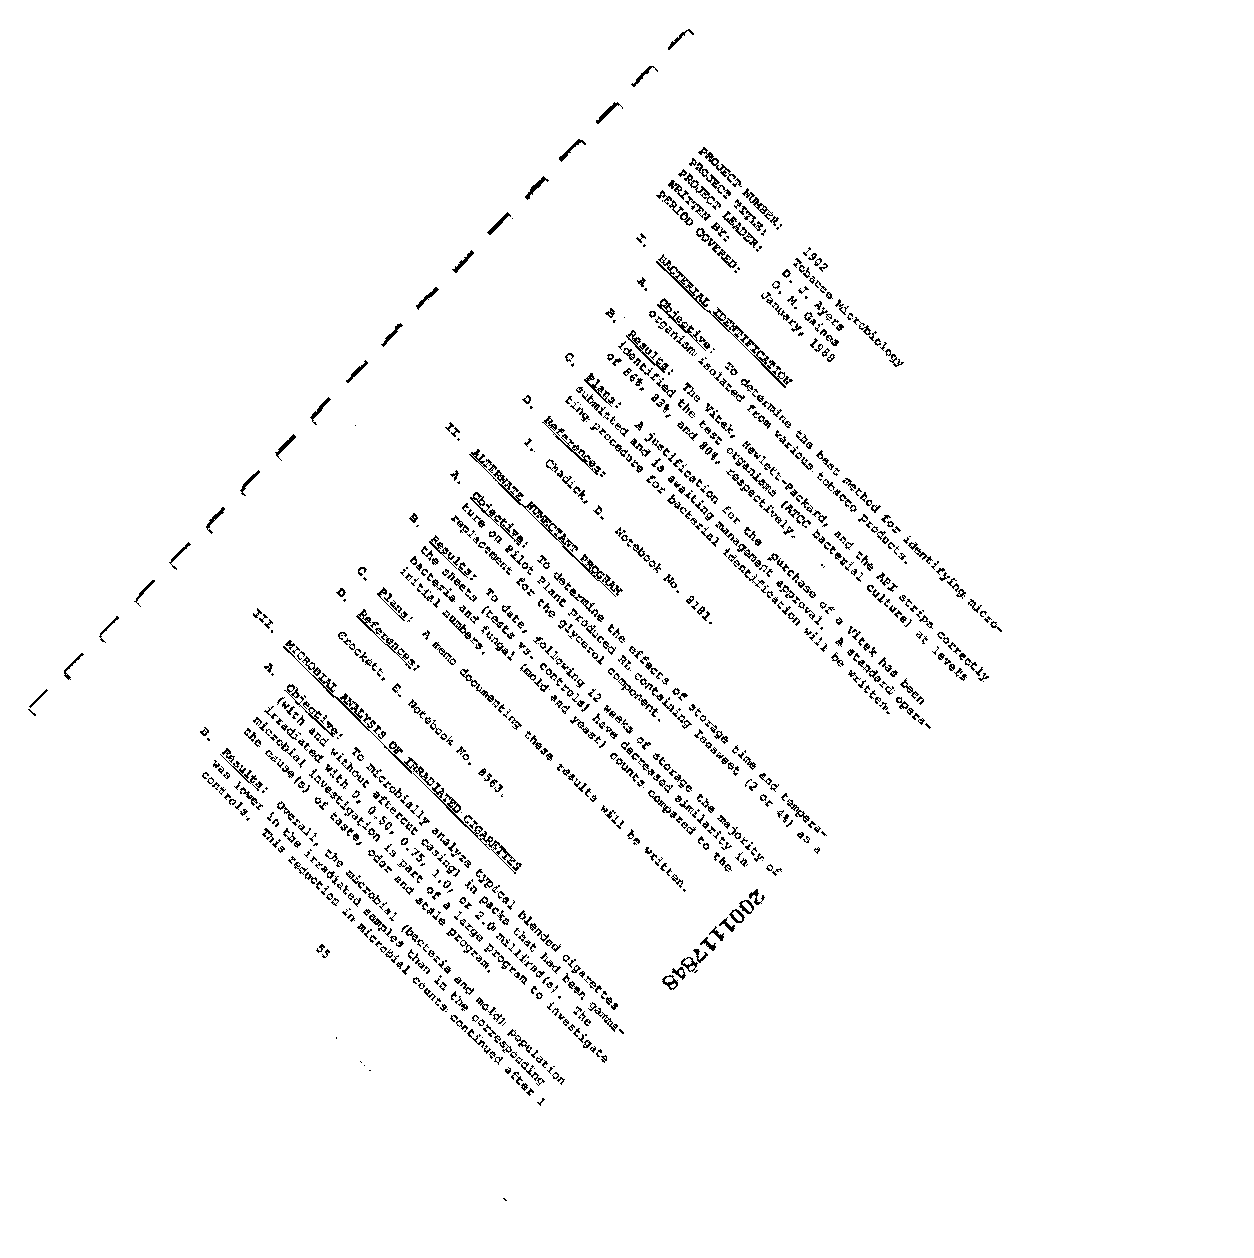 PROJECT NUMBER: 1902
PROJECT TITLE: Tobacco Microbiology
PROJECT LEADER: D. J. Ayers
WRITTEN BY: O. M. Gaines
PERIOD COVERED: January, 1989
I. BACTERIAL IDENTIFICATION
A. Objective: To determine the best method for identifying micro-
organism isolated from various tobacco products.
B. Results: The Vitek, Hewlett-Packard, and the API strips correctly
identified the test organisms (ATCC bacterial culture) at levels
of 86%, 82%, and 80%, respectively.
C. Plans: A justification for the purchase of a Vitek has been
submitted and is awaiting management approval. A standard opera-
ting procedure for bacterial identification will be written.
D. References:
1. Chadick, D. Notebook No. 8181.
II. ALTERNATE HUMECTANT PROGRAM
A. Objective: To determine the effects of storage time and tempera-
ture on Pilot Plant produced RL containing Isosweet (2 or 4%) as a
replacement for the glycerol component.
B. Results: To date, following 12 weeks of storage the majority of
the sheets (tests vs. controls) have decreased similarity in
bacteria and fungal (mold and yeast) counts compared to the
initial numbers.
C. Plans: A memo documenting these results will be written.
D. References:
Crockett, E. Notebook No. 8363.
III. MICROBIAL ANALYSIS OF IRRADIATED CIGARETTES
A. Objective: To microbially analyze typical blended cigarettes
(with and without aftercut casing) in packs that had been gamma-
irradiated with 0, 0.50, 0.75, 1.0, or 2.0 millirad(s). The
microbial investigation is part of a large program to investigate
the cause(s) of taste, odor and stale program.
B. Results: Overall, the microbial (bacteria and mold) population
was lower in the irradiated samples than in the corresponding
controls. This reduction in microbial counts continued after 1
55
2001117848